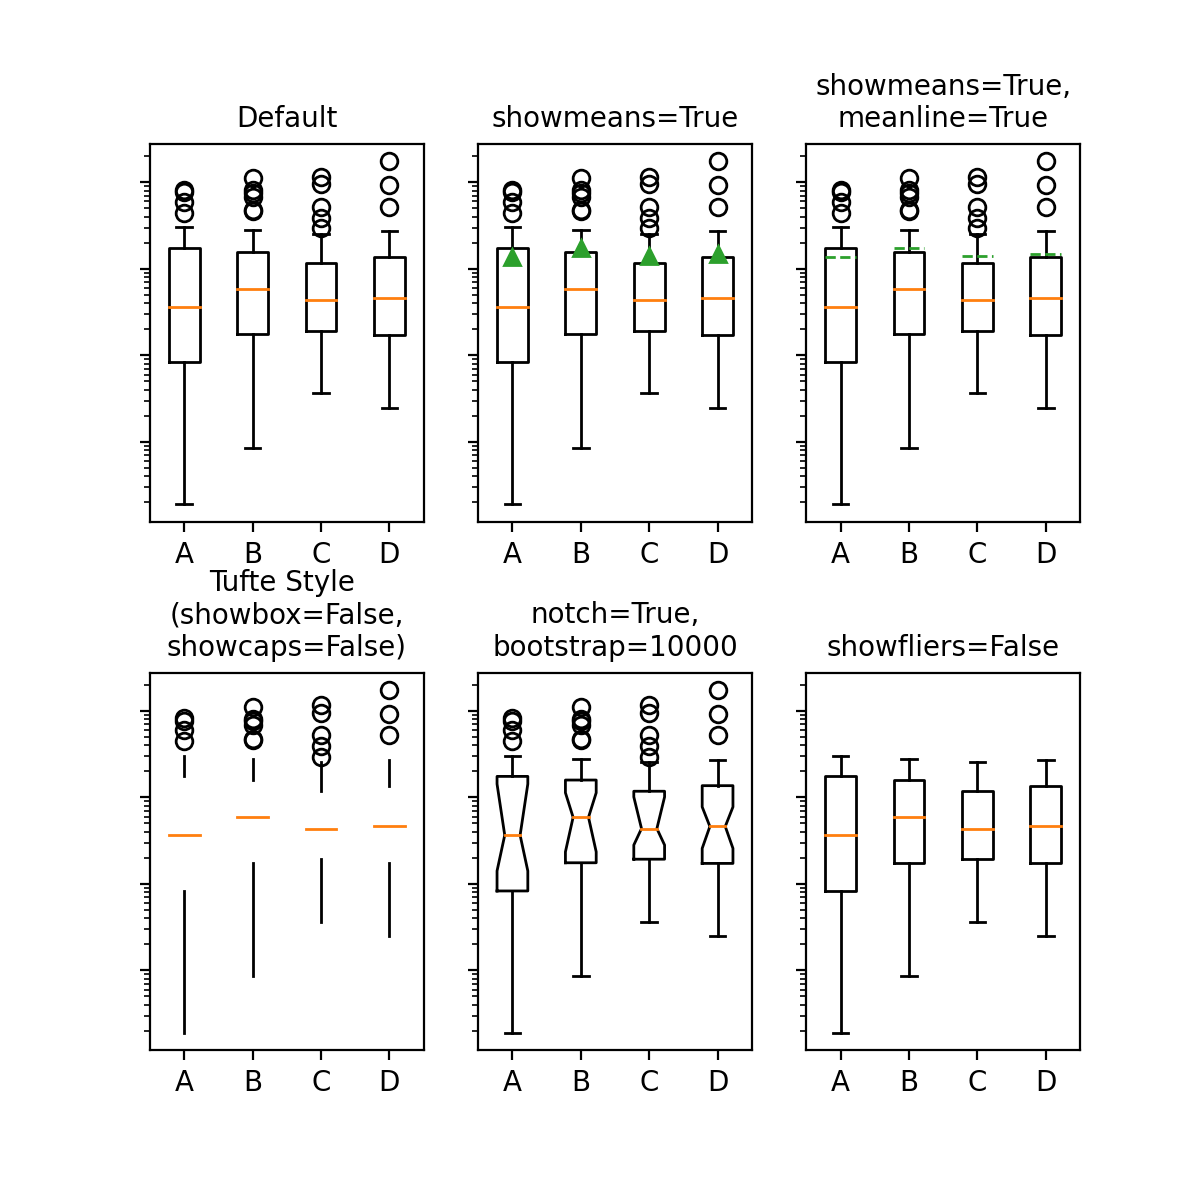 Default
showmeans=True
showmeans=True,
meanline=True
A B C D
A B C D
A B C D
Tufte Style
(showbox=False,
showcaps=False)
notch=True,
bootstrap=10000
showfliers=False
A B C D
A B C D
A B C D